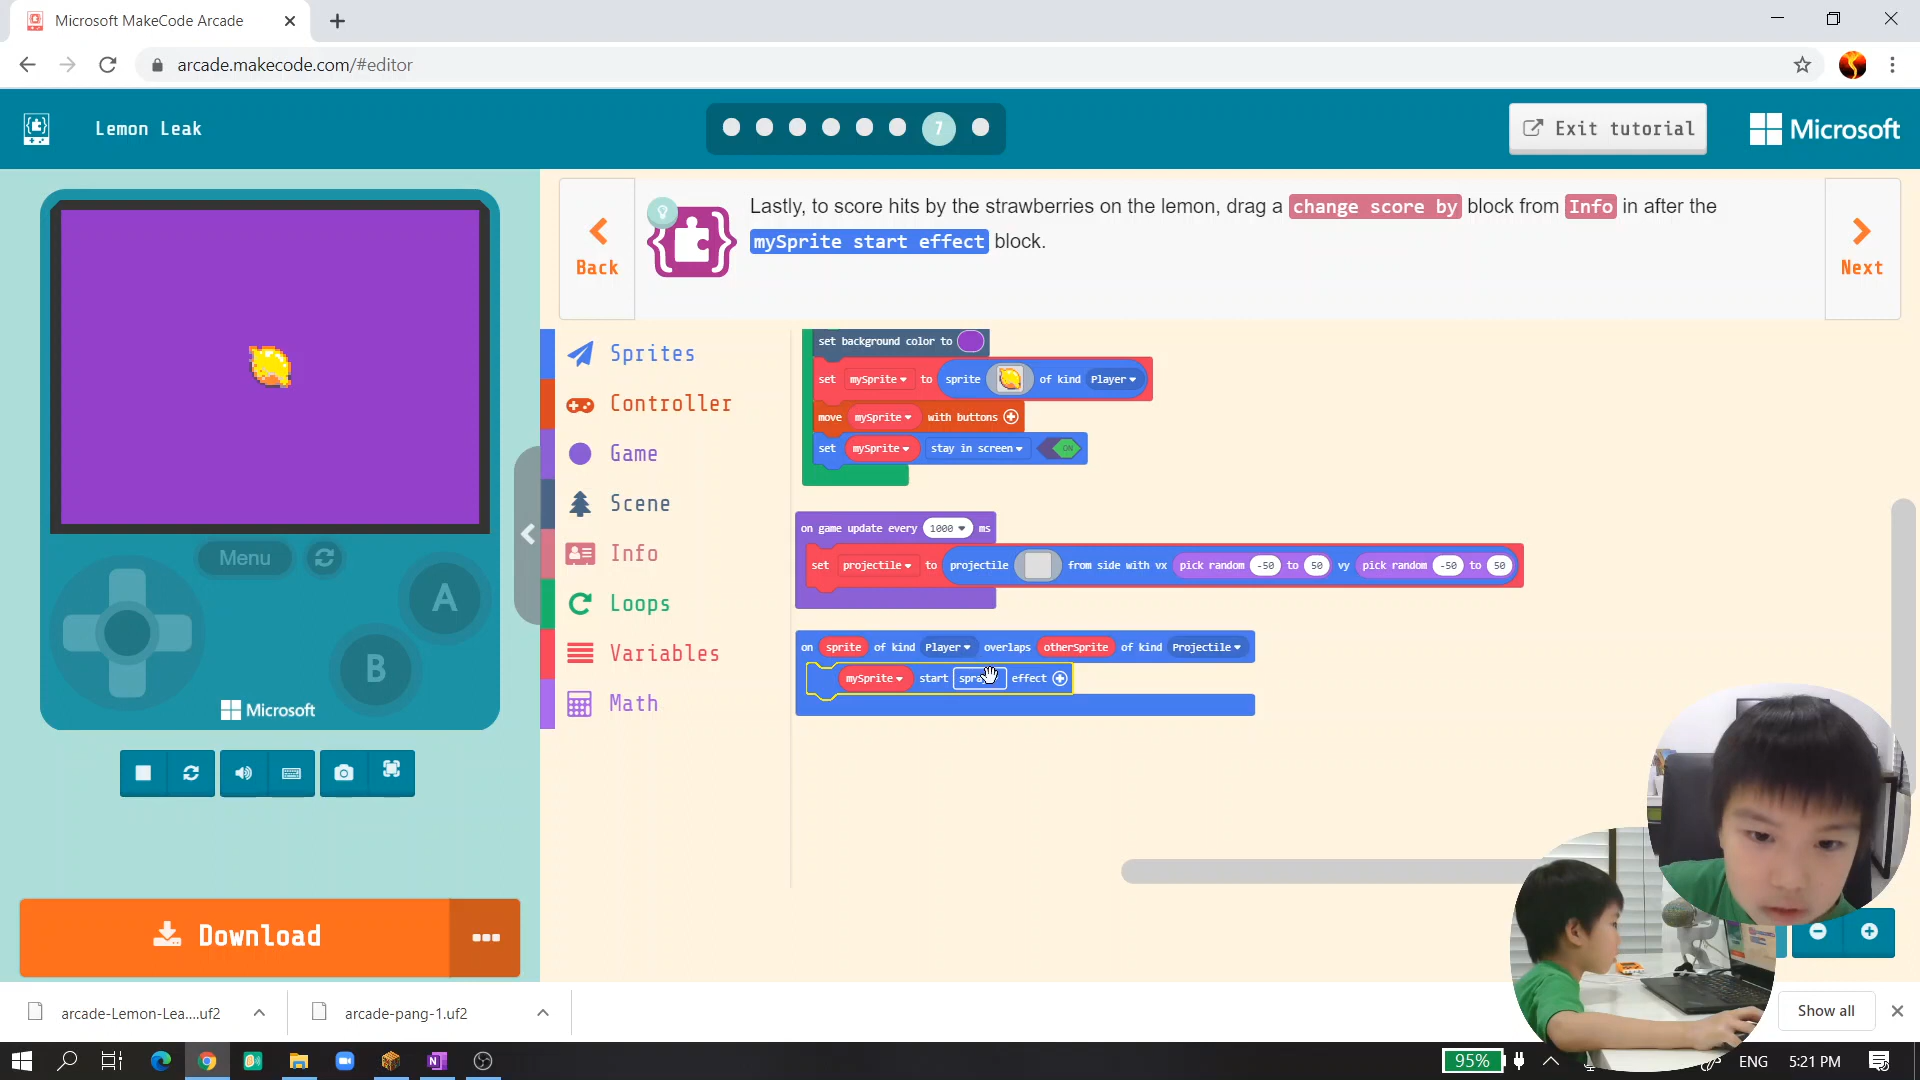 Microsoft MakeCode Arcade
arcade.makecode.com/#editor
Lemon Leak
7
Exit tutorial
Microsoft
Back
Lastly, to score hits by the strawberries on the lemon, drag a change score by block from Info in after the
mySprite start effect block.
Next
Sprites
Controller
Game
Scene
Info
Loops
Variables
Math
set background color to
set mySprite to sprite of kind Player
move mySprite with buttons
set mySprite stay in screen ON
on game update every 1000 ms
set projectile to projectile from side with vx pick random -50 to 50 vy pick random -50 to 50
on sprite of kind Player overlaps otherSprite of kind Projectile
mySprite start effect
Menu
A
B
Microsoft
Download
arcade-Lemon-Lea....uf2
arcade-pang-1.uf2
Show all
95%
ENG
5:21 PM